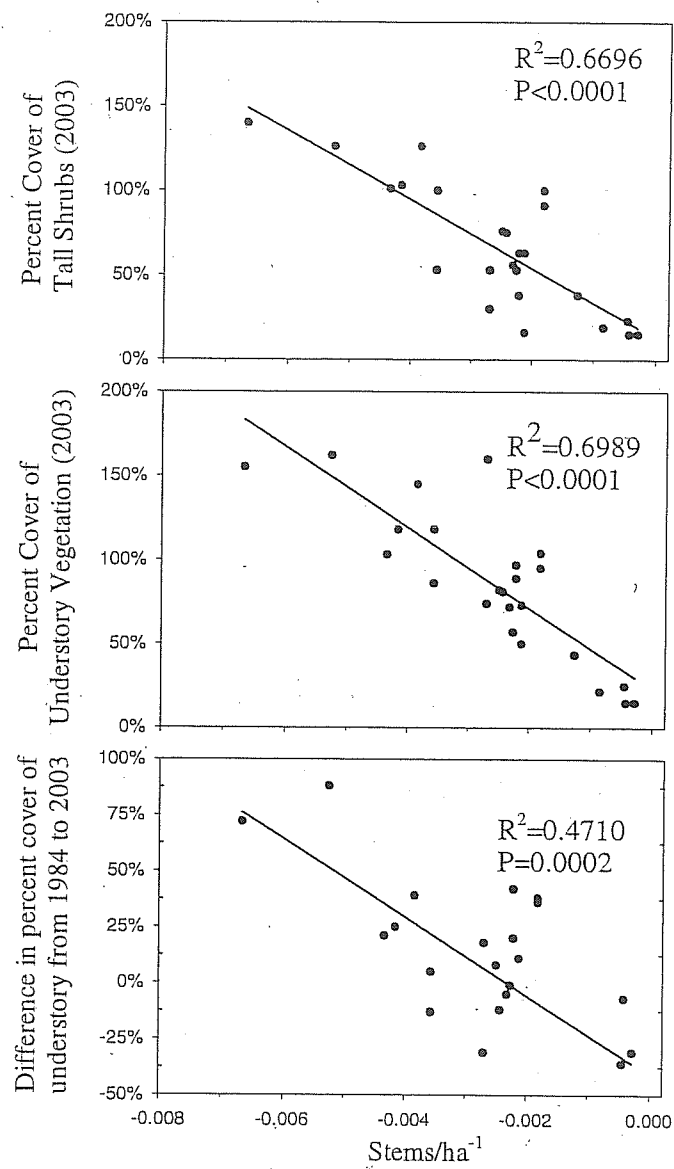 Percent Cover of
Tall Shrubs (2003)
200%
150%
100%
50%
0%
R²=0.6696
P<0.0001
Percent Cover of
Understory Vegetation (2003)
200%
150%
100%
50%
0%
R²=0.6989
P<0.0001
Difference in percent cover of
understory from 1984 to 2003
100%
75%
50%
25%
0%
-25%
-50%
R²=0.4710
P=0.0002
-0.008
-0.006
-0.004
-0.002
0.000
Stems/ha⁻¹